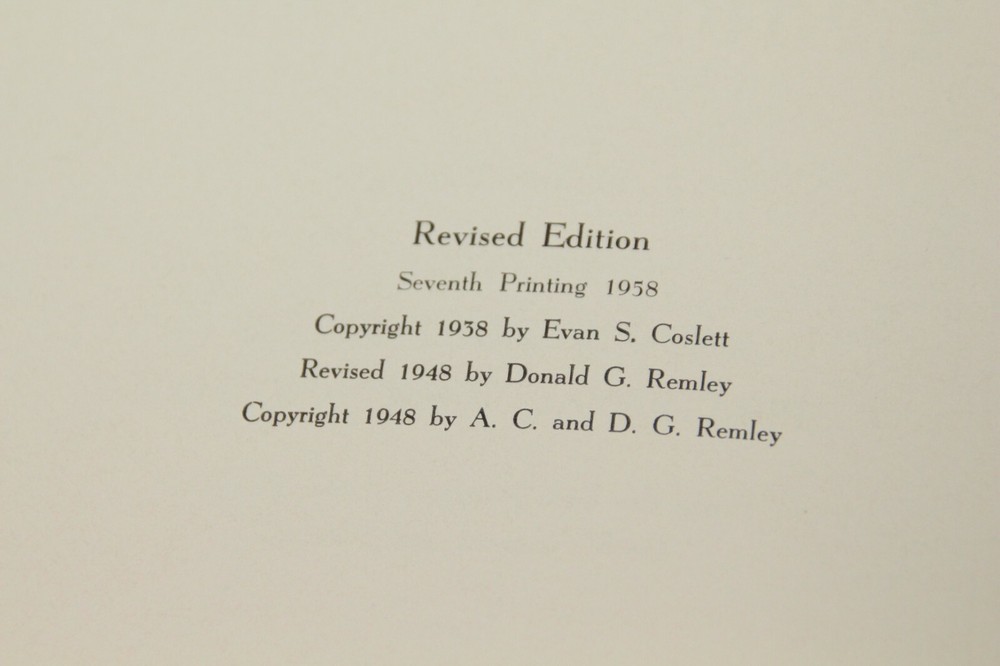 Revised Edition
Seventh Printing 1958
Copyright 1938 by Evan S. Coslett
Revised 1948 by Donald G. Remley
Copyright 1948 by A. C. and D. G. Remley